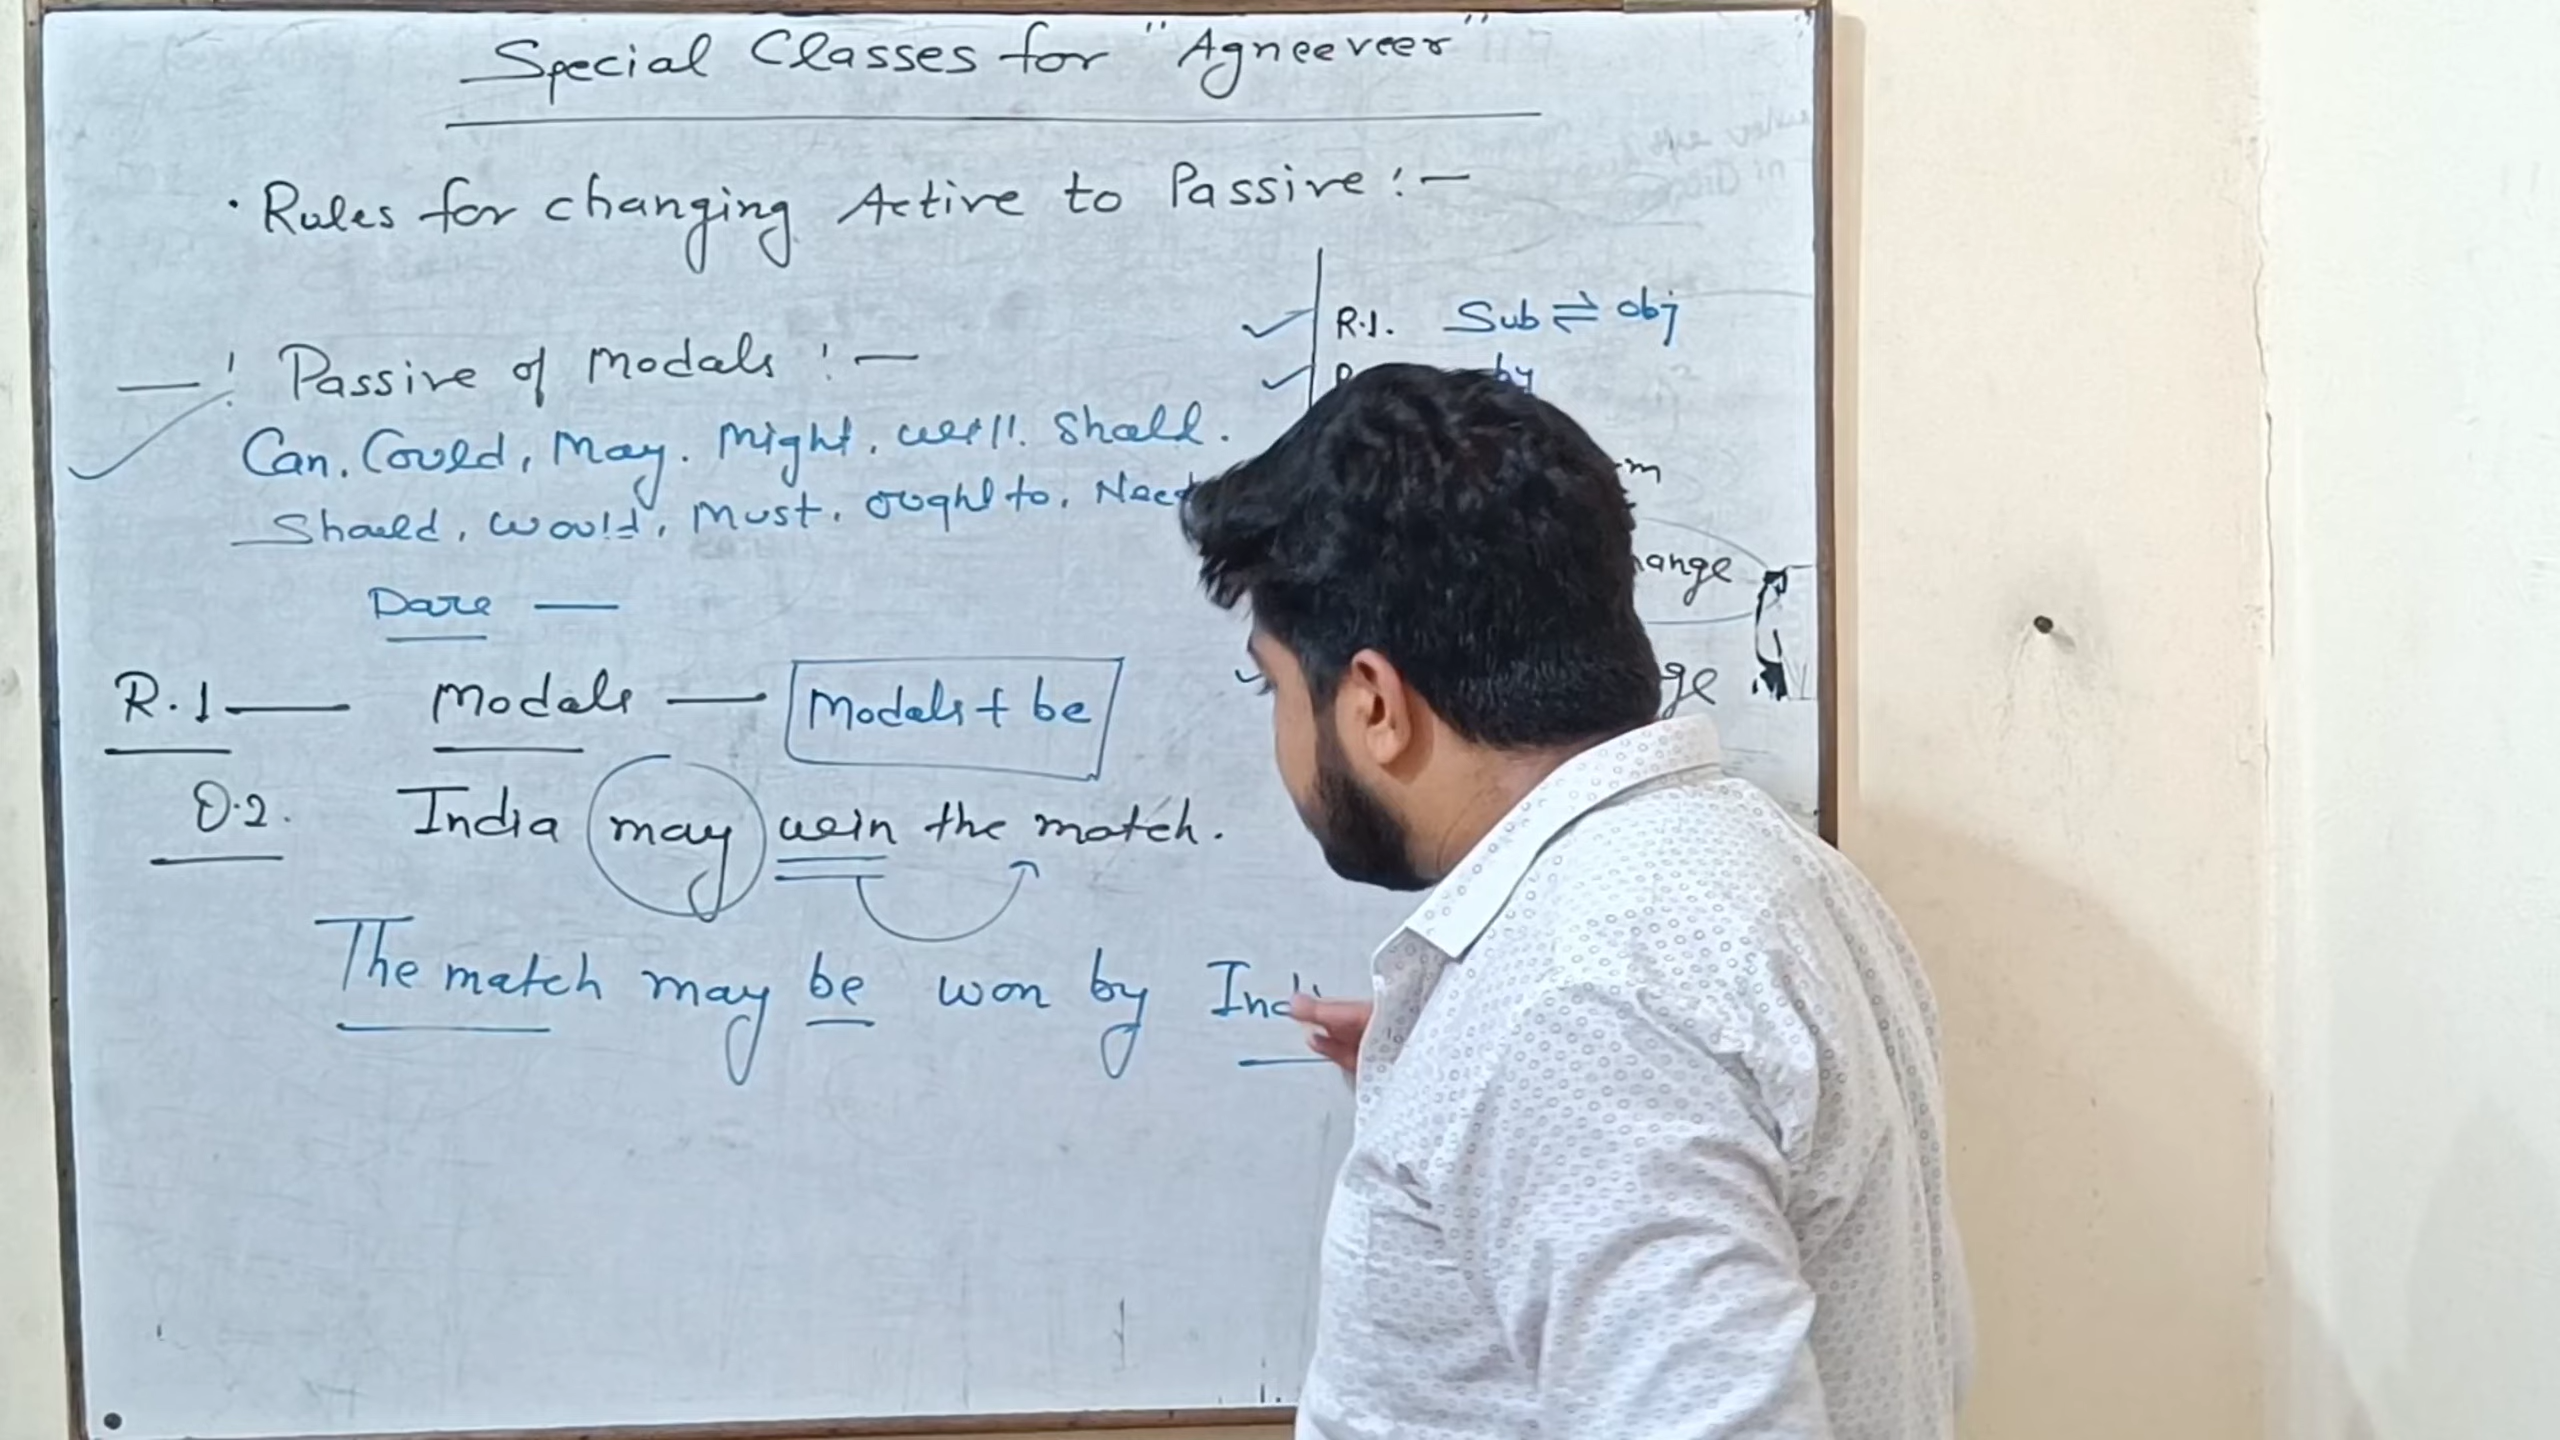 Special Classes for "Agneeveer"
• Rules for changing Active to Passive :-
Passive of Modals :-
Can, Could, May, Might, will, Shall.
Should, would, Must, ought to, Need
Dare —
R.1 — Modals — Modals + be
Q.2. India may win the match.
The match may be won by Indi
R.1. Sub ⇌ obj
by